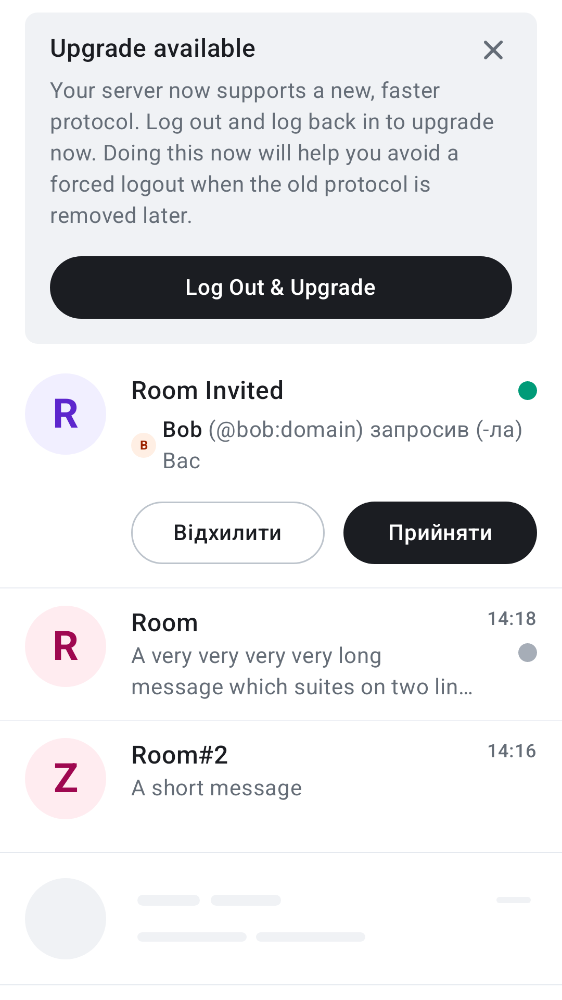 Upgrade available
Your server now supports a new, faster
protocol. Log out and log back in to upgrade
now. Doing this now will help you avoid a
forced logout when the old protocol is
removed later.
Log Out & Upgrade
R
Room Invited
B
Bob (@bob:domain) запросив (-ла)
Вас
Відхилити
Прийняти
R
Room
14:18
A very very very very long
message which suites on two lin…
Z
Room#2
14:16
A short message